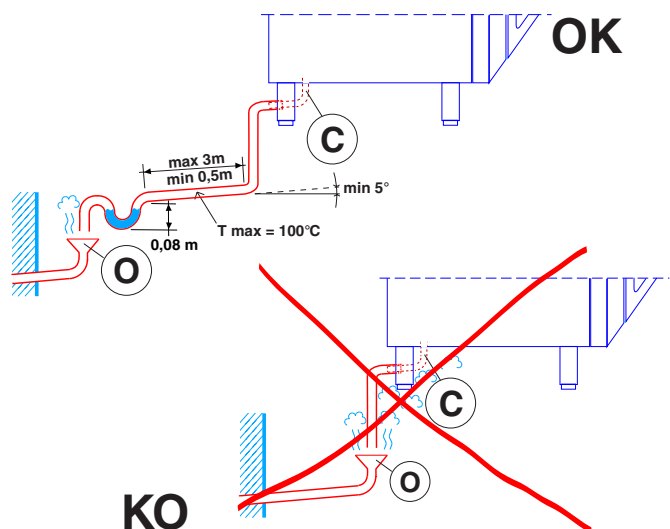 OK
C
max 3m
min 0,5m
min 5°
T max = 100°C
0,08 m
O
C
O
KO